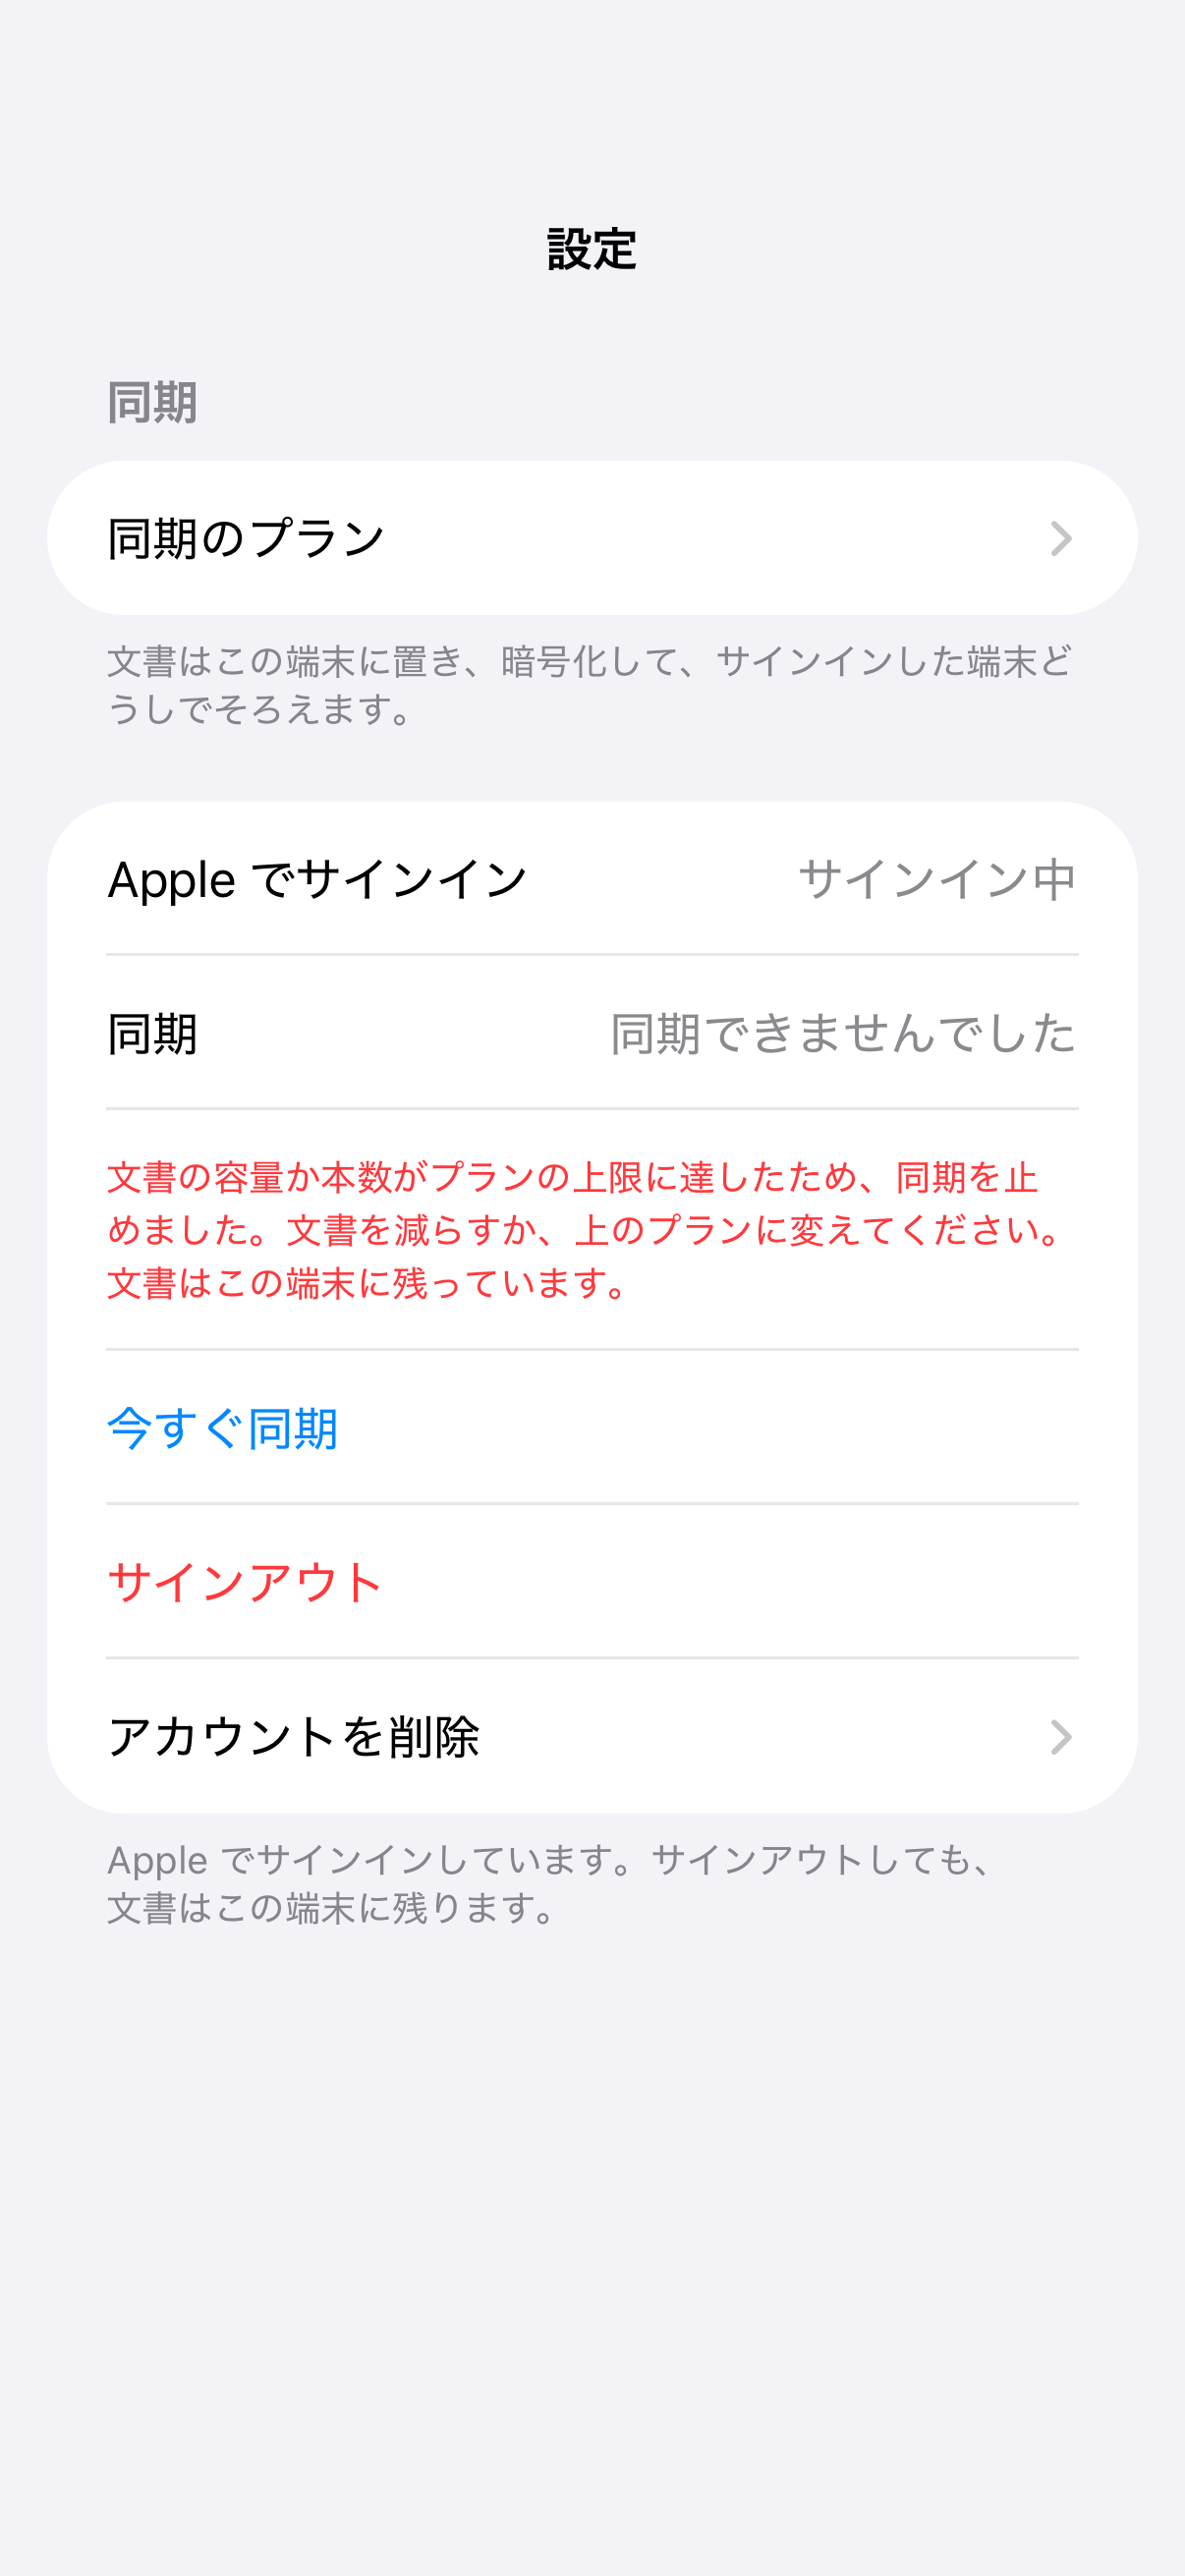 設定
同期
同期のプラン
文書はこの端末に置き、暗号化して、サインインした端末ど
うしでそろえます。
Apple でサインイン サインイン中
同期 同期できませんでした
文書の容量か本数がプランの上限に達したため、同期を止
めました。文書を減らすか、上のプランに変えてください。
文書はこの端末に残っています。
今すぐ同期
サインアウト
アカウントを削除
Apple でサインインしています。サインアウトしても、
文書はこの端末に残ります。